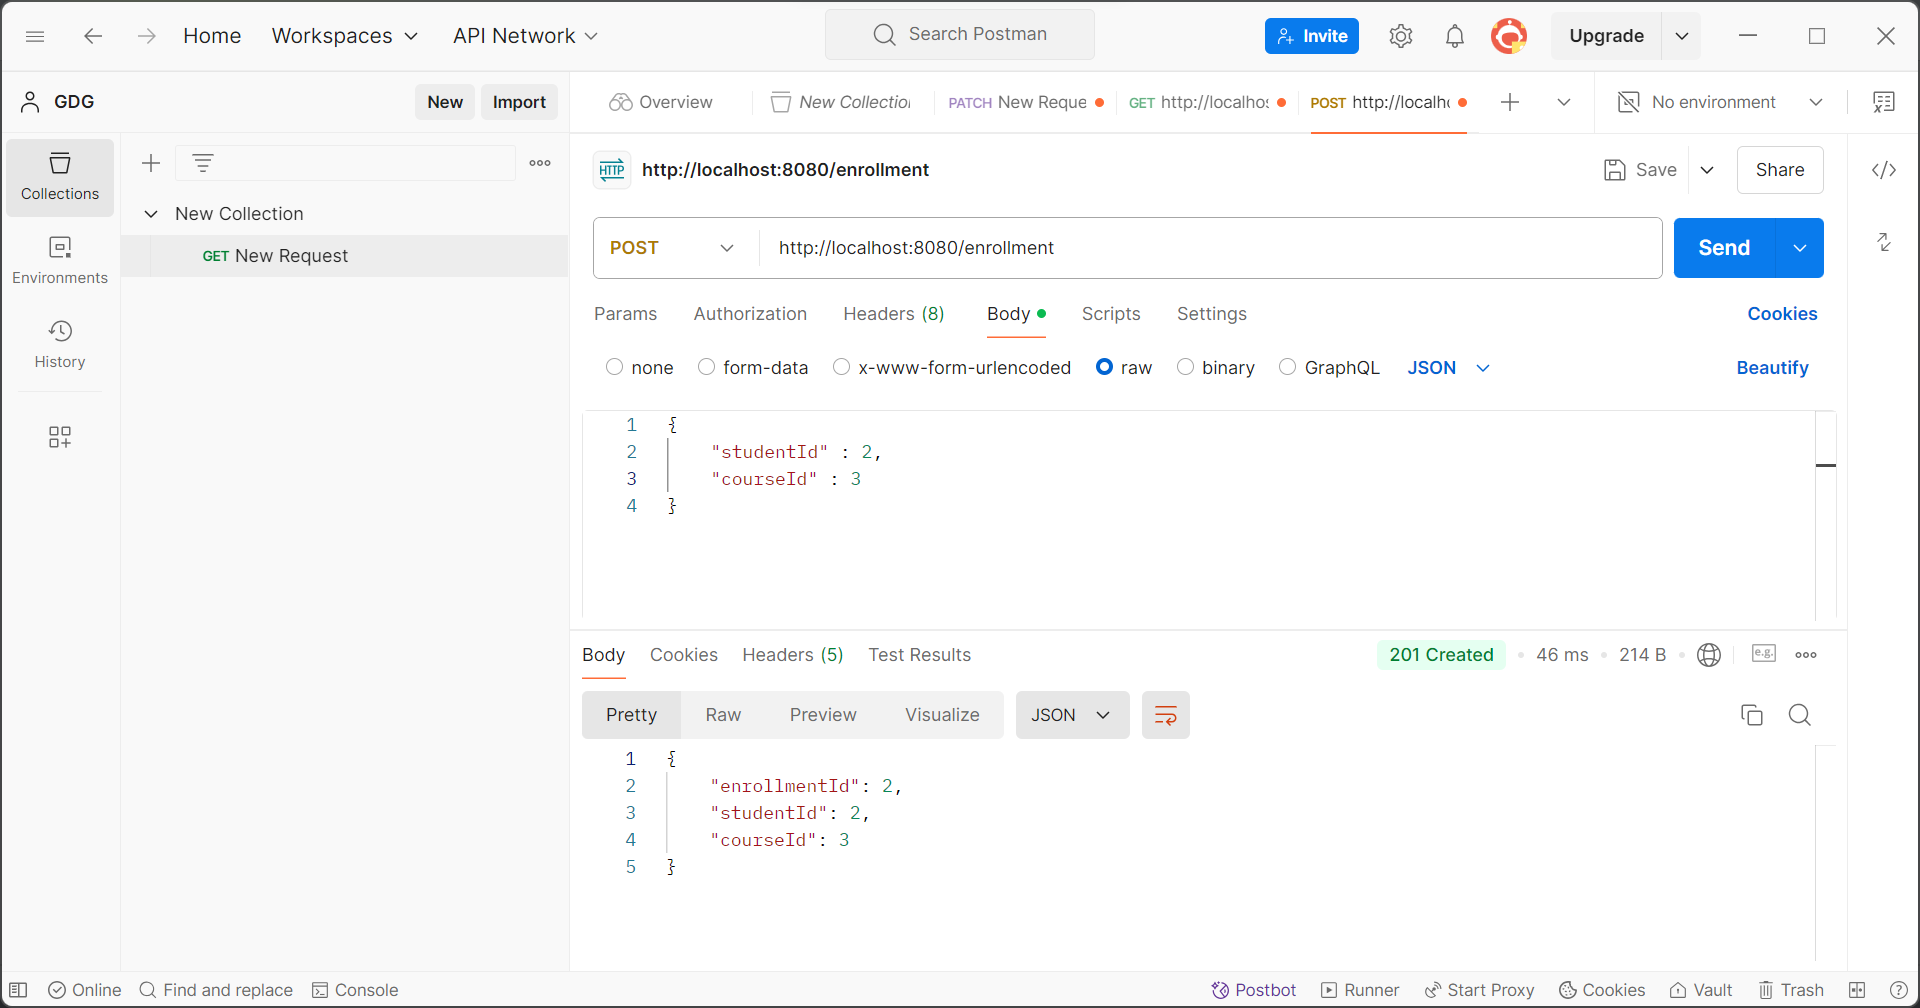 Home Workspaces API Network Search Postman Invite Upgrade
GDG New Import Overview New Collectio PATCH New Reque GET http://localhos POST http://localh No environment
Collections
Environments
History
New Collection
GET New Request
HTTP http://localhost:8080/enrollment Save Share
POST http://localhost:8080/enrollment Send
Params Authorization Headers (8) Body Scripts Settings Cookies
none form-data x-www-form-urlencoded raw binary GraphQL JSON Beautify
1 {
2 "studentId" : 2,
3 "courseId" : 3
4 }
Body Cookies Headers (5) Test Results 201 Created 46 ms 214 B e.g.
Pretty Raw Preview Visualize JSON
1 {
2 "enrollmentId": 2,
3 "studentId": 2,
4 "courseId": 3
5 }
Online Find and replace Console Postbot Runner Start Proxy Cookies Vault Trash